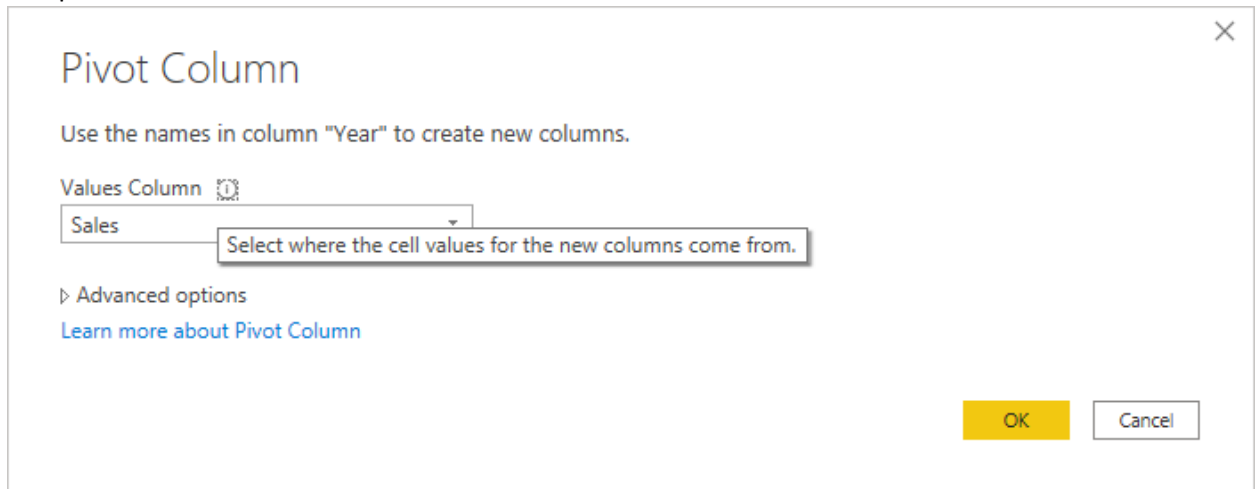 Pivot Column
Use the names in column "Year" to create new columns.
Values Column
Sales
Select where the cell values for the new columns come from.
Advanced options
Learn more about Pivot Column
OK
Cancel